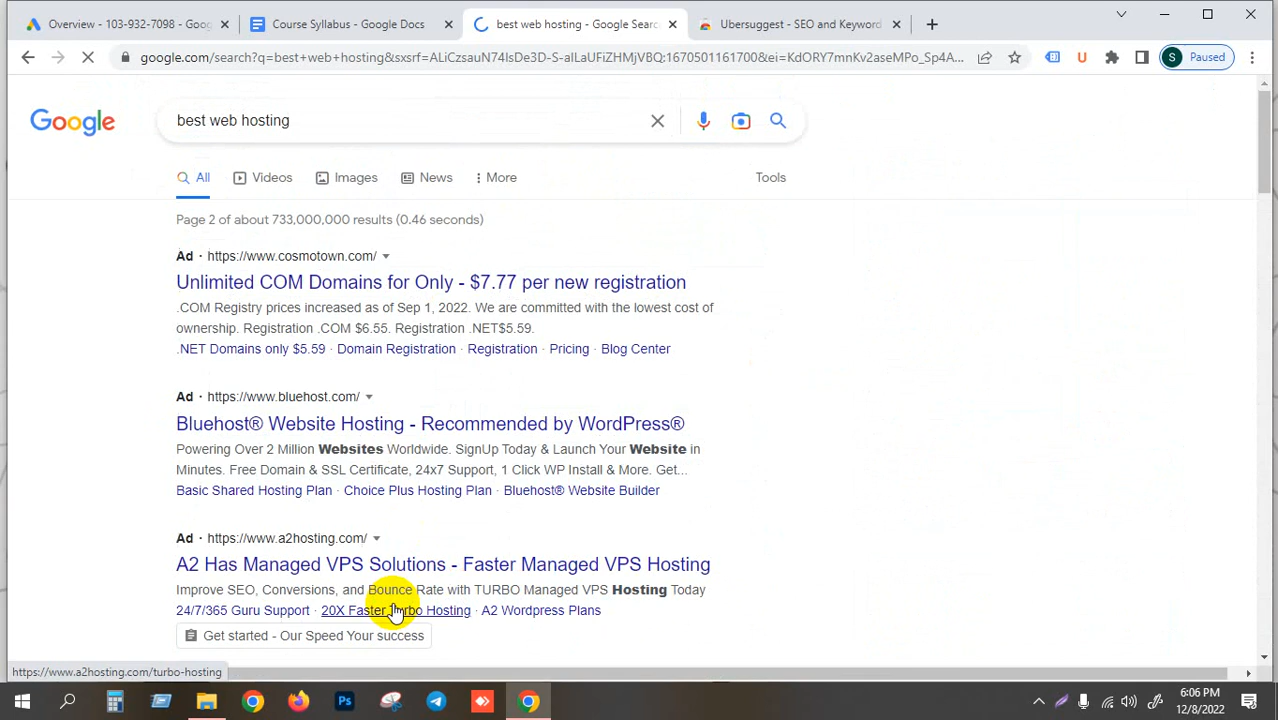 Overview - 103-932-7098 - Goog
Course Syllabus - Google Docs
best web hosting - Google Searc
Ubersuggest - SEO and Keyword
google.com/search?q=best+web+hosting&sxsrf=
S Paused
Google
best web hosting
All
Videos
Images
News
More
Tools
Page 2 of about 733,000,000 results (0.46 seconds)
Ad · https://www.cosmotown.com/
Unlimited COM Domains for Only - $7.77 per new registration
.COM Registry prices increased as of Sep 1, 2022. We are committed with the lowest cost of
ownership. Registration .COM $6.55. Registration .NET$5.59.
.NET Domains only $5.59 · Domain Registration · Registration · Pricing · Blog Center
Ad · https://www.bluehost.com/
Bluehost® Website Hosting - Recommended by WordPress®
Powering Over 2 Million Websites Worldwide. SignUp Today & Launch Your Website in
Minutes. Free Domain & SSL Certificate, 24x7 Support, 1 Click WP Install & More. Get...
Basic Shared Hosting Plan · Choice Plus Hosting Plan · Bluehost® Website Builder
Ad · https://www.a2hosting.com/
A2 Has Managed VPS Solutions - Faster Managed VPS Hosting
Improve SEO, Conversions, and Bounce Rate with TURBO Managed VPS Hosting Today
24/7/365 Guru Support · 20X Faster Turbo Hosting · A2 Wordpress Plans
Get started - Our Speed Your success
https://www.a2hosting.com/turbo-hosting
Ps
6:06 PM
12/8/2022